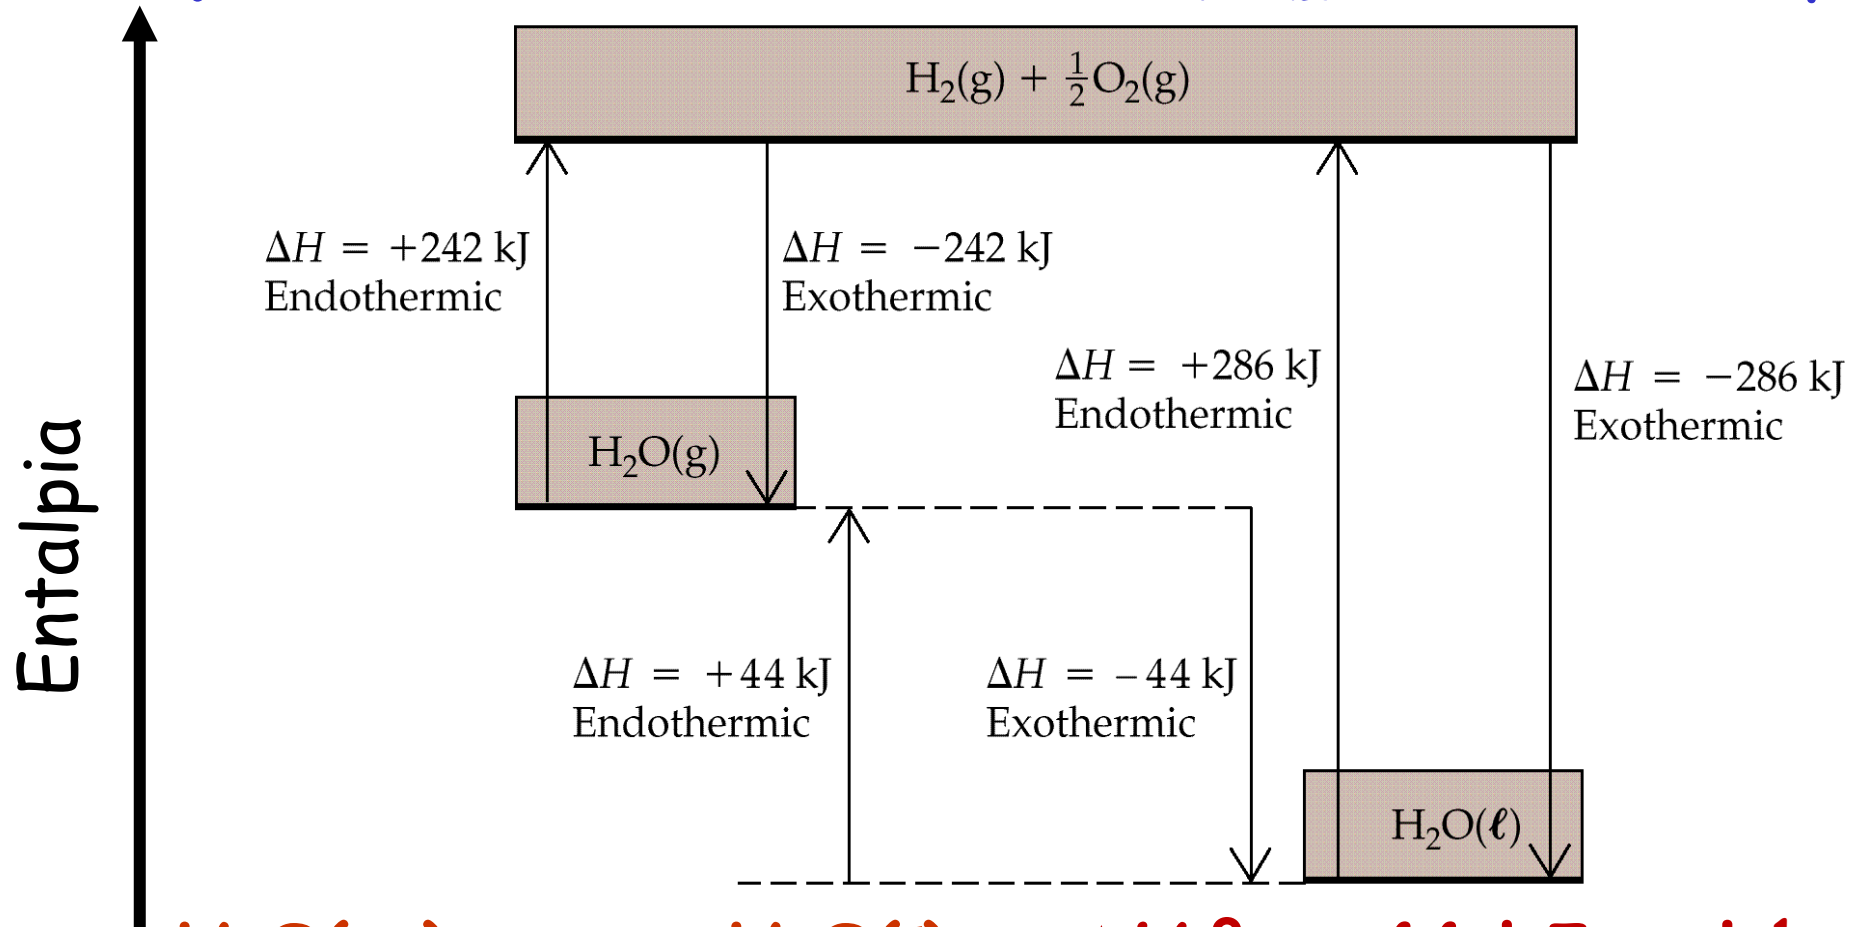 H₂(g) + ½O₂(g)
ΔH = +242 kJ
Endothermic
ΔH = −242 kJ
Exothermic
ΔH = +286 kJ
Endothermic
ΔH = −286 kJ
Exothermic
H₂O(g)
Entalpia
ΔH = +44 kJ
Endothermic
ΔH = –44 kJ
Exothermic
H₂O(ℓ)